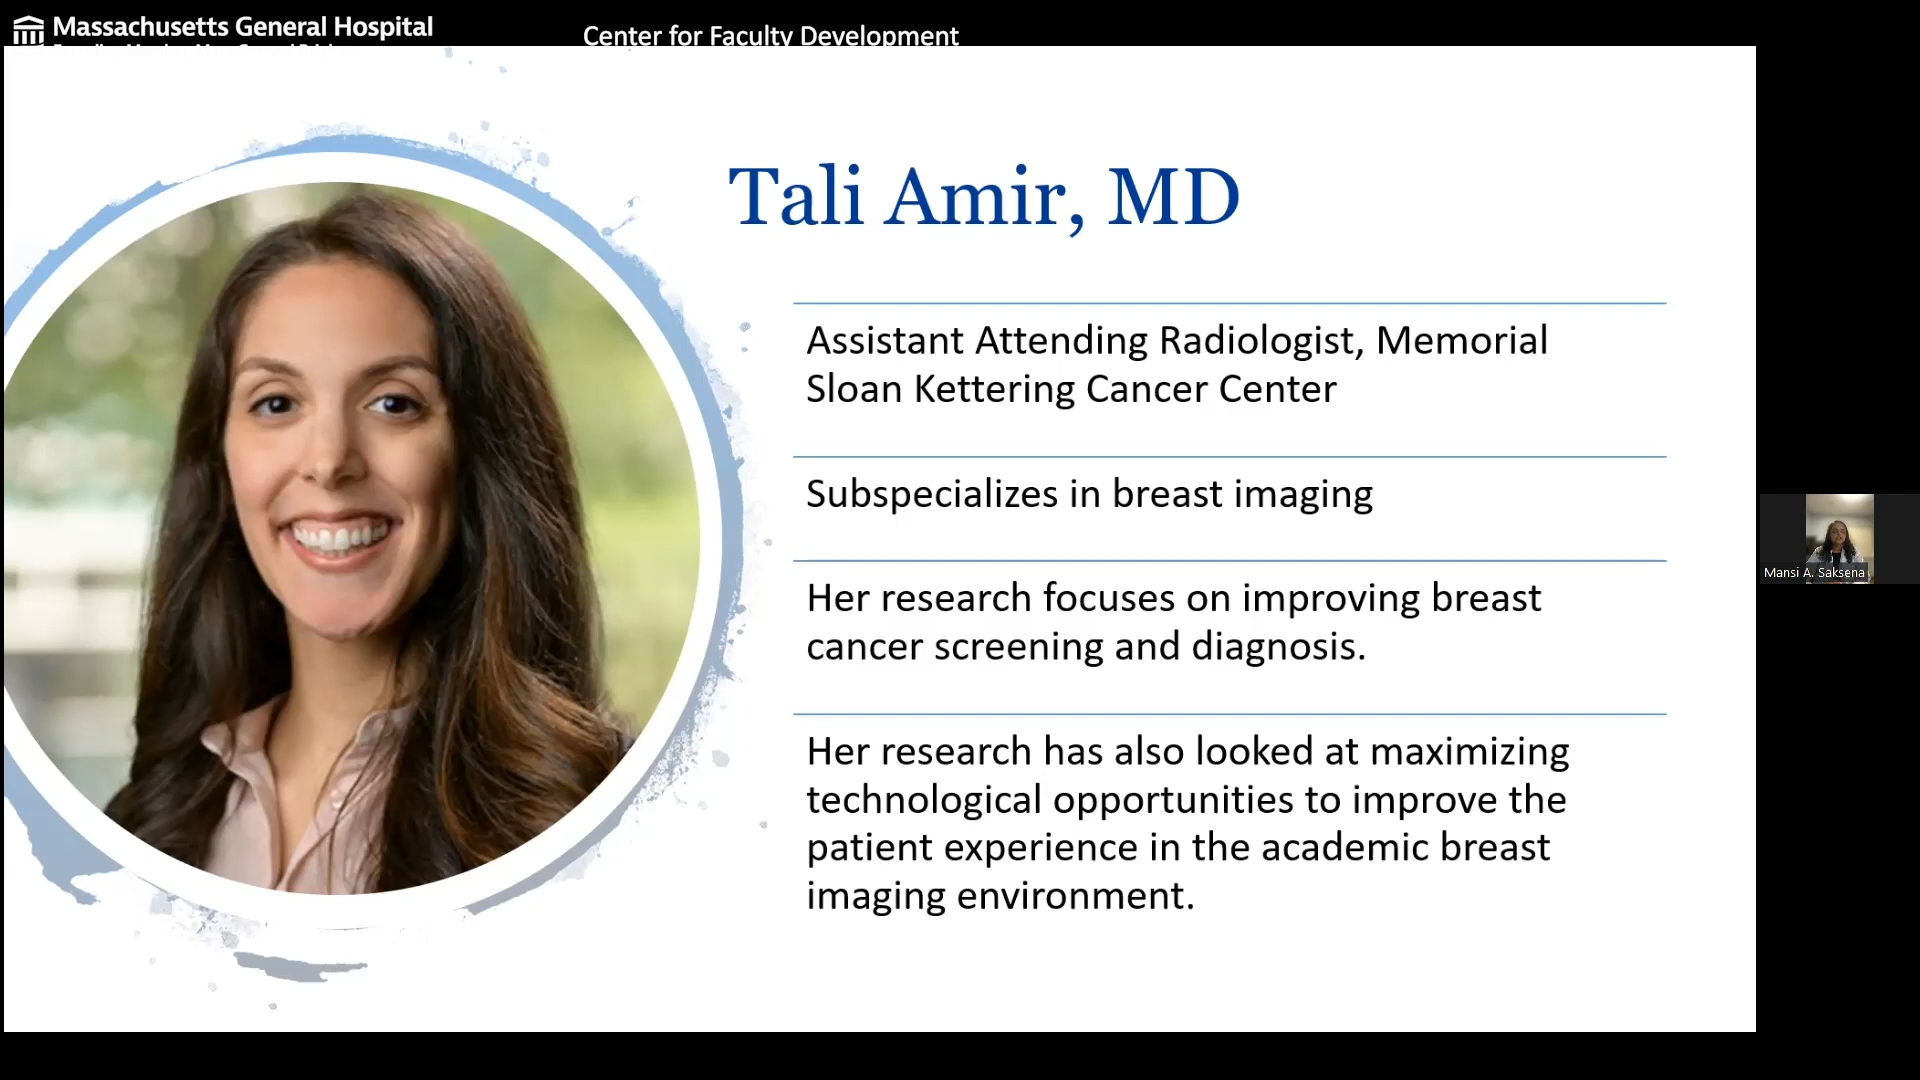 Massachusetts General Hospital
Center for Faculty Development
Tali Amir, MD
Assistant Attending Radiologist, Memorial
Sloan Kettering Cancer Center
Subspecializes in breast imaging
Her research focuses on improving breast
cancer screening and diagnosis.
Her research has also looked at maximizing
technological opportunities to improve the
patient experience in the academic breast
imaging environment.
Mansi A. Saksena